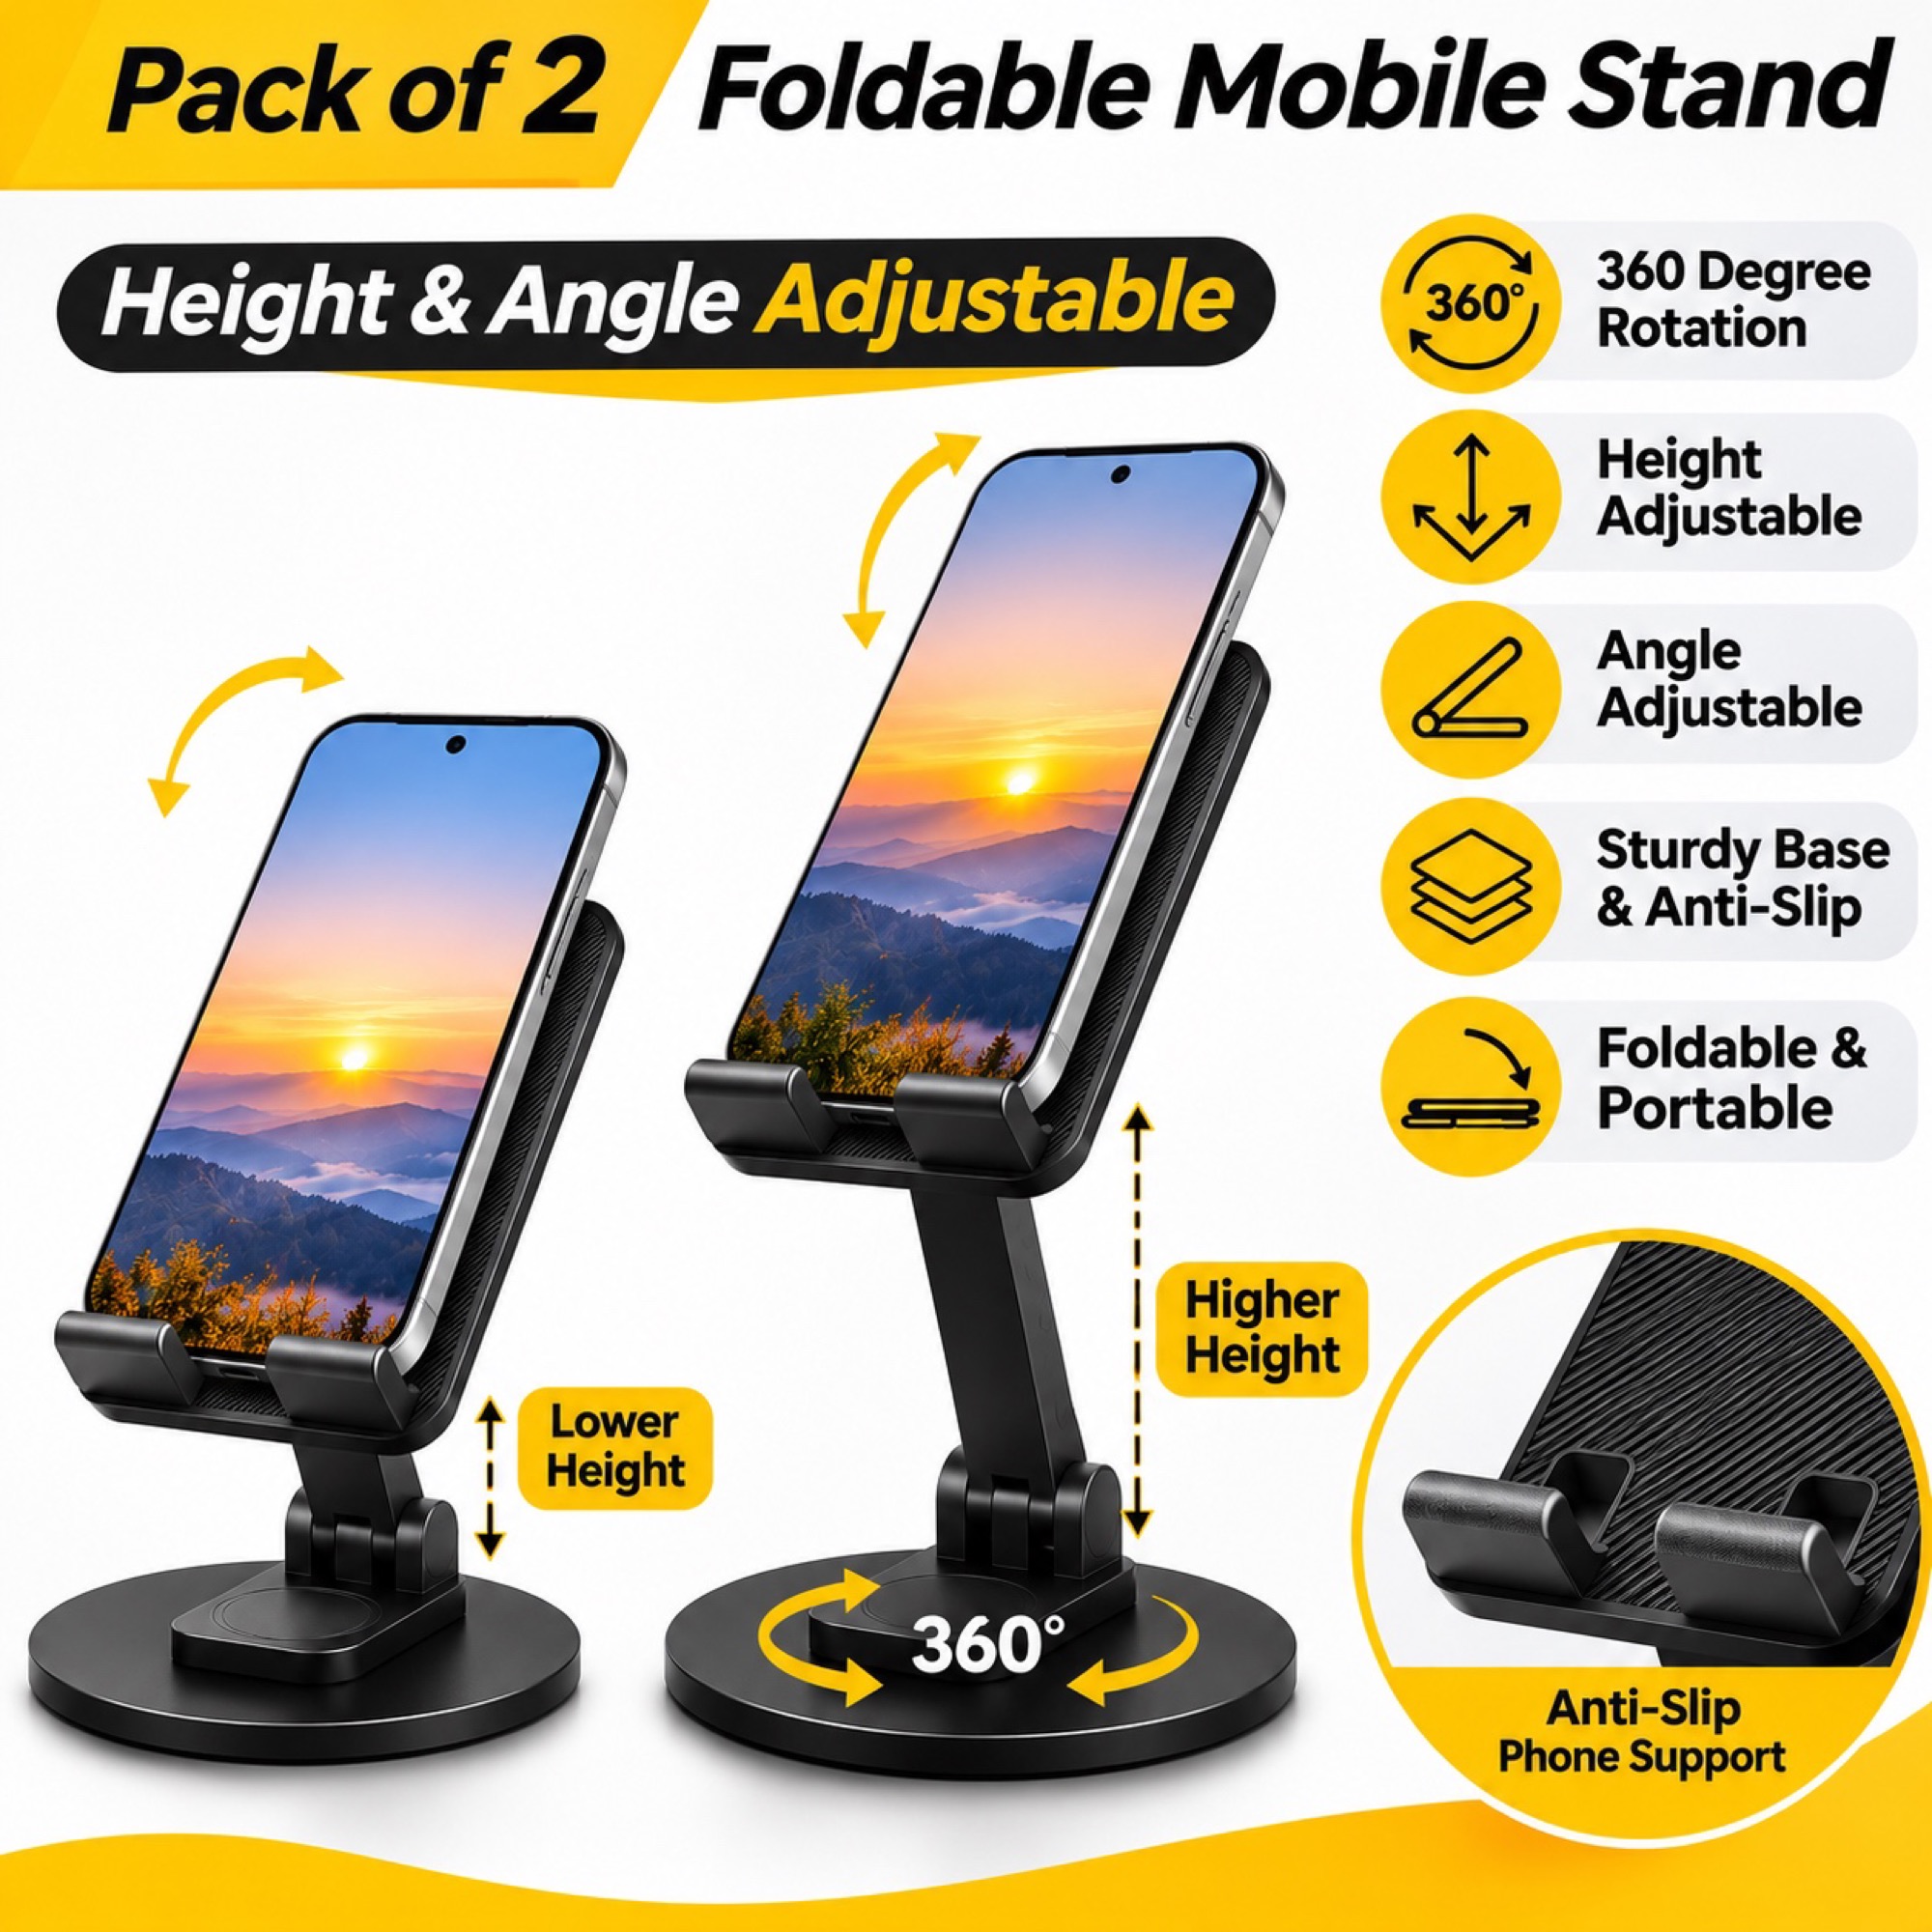 Pack of 2 Foldable Mobile Stand
Height & Angle Adjustable
360°
360 Degree
Rotation
Height
Adjustable
Angle
Adjustable
Sturdy Base
& Anti-Slip
Foldable &
Portable
Lower
Height
Higher
Height
360°
Anti-Slip
Phone Support